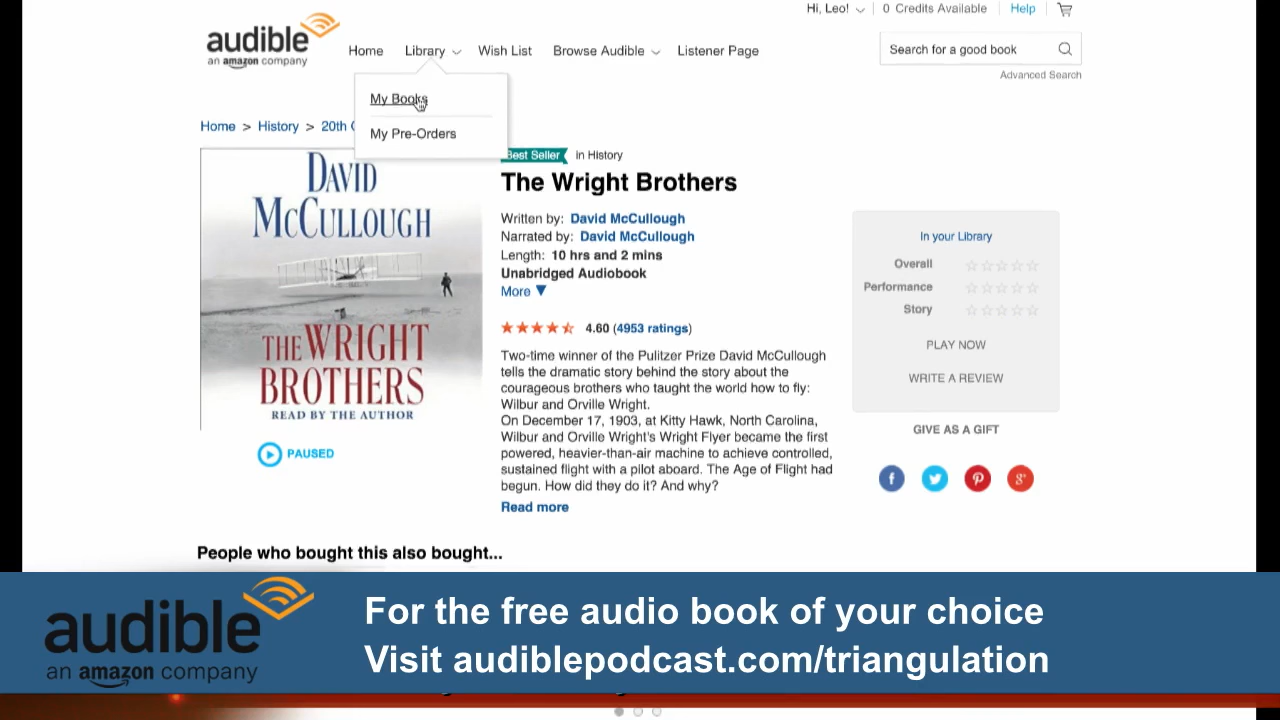 Hi, Leo!
0 Credits Available
Help
audible
an amazon company
Home
Library
Wish List
Browse Audible
Listener Page
Search for a good book
Advanced Search
My Books
My Pre-Orders
Home > History > 20th
Best Seller in History
The Wright Brothers
DAVID
MCCULLOUGH
THE WRIGHT
BROTHERS
READ BY THE AUTHOR
PAUSED
Written by: David McCullough
Narrated by: David McCullough
Length: 10 hrs and 2 mins
Unabridged Audiobook
More
4.60 (4953 ratings)
Two-time winner of the Pulitzer Prize David McCullough
tells the dramatic story behind the story about the
courageous brothers who taught the world how to fly:
Wilbur and Orville Wright.
On December 17, 1903, at Kitty Hawk, North Carolina,
Wilbur and Orville Wright's Wright Flyer became the first
powered, heavier-than-air machine to achieve controlled,
sustained flight with a pilot aboard. The Age of Flight had
begun. How did they do it? And why?
Read more
In your Library
Overall
Performance
Story
PLAY NOW
WRITE A REVIEW
GIVE AS A GIFT
People who bought this also bought...
audible
an amazon company
For the free audio book of your choice
Visit audiblepodcast.com/triangulation